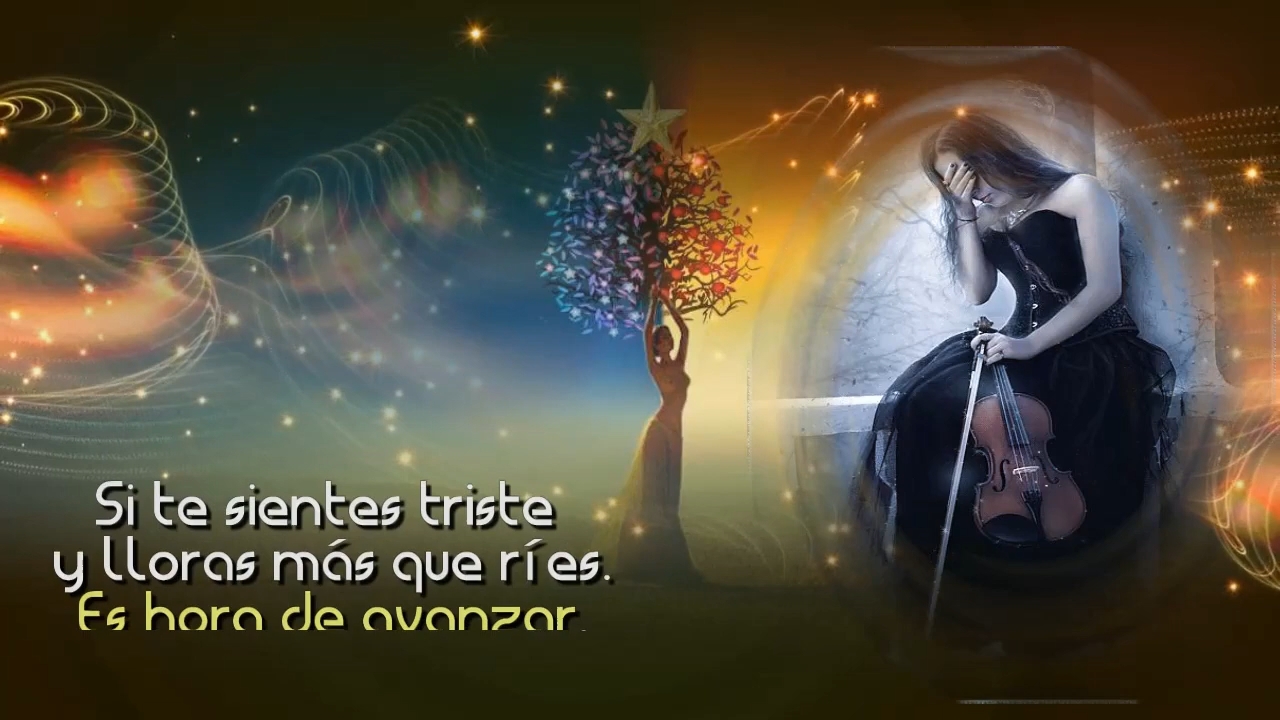 Si te sientes triste
y lloras más que ríes.
Es hora de avanzar.